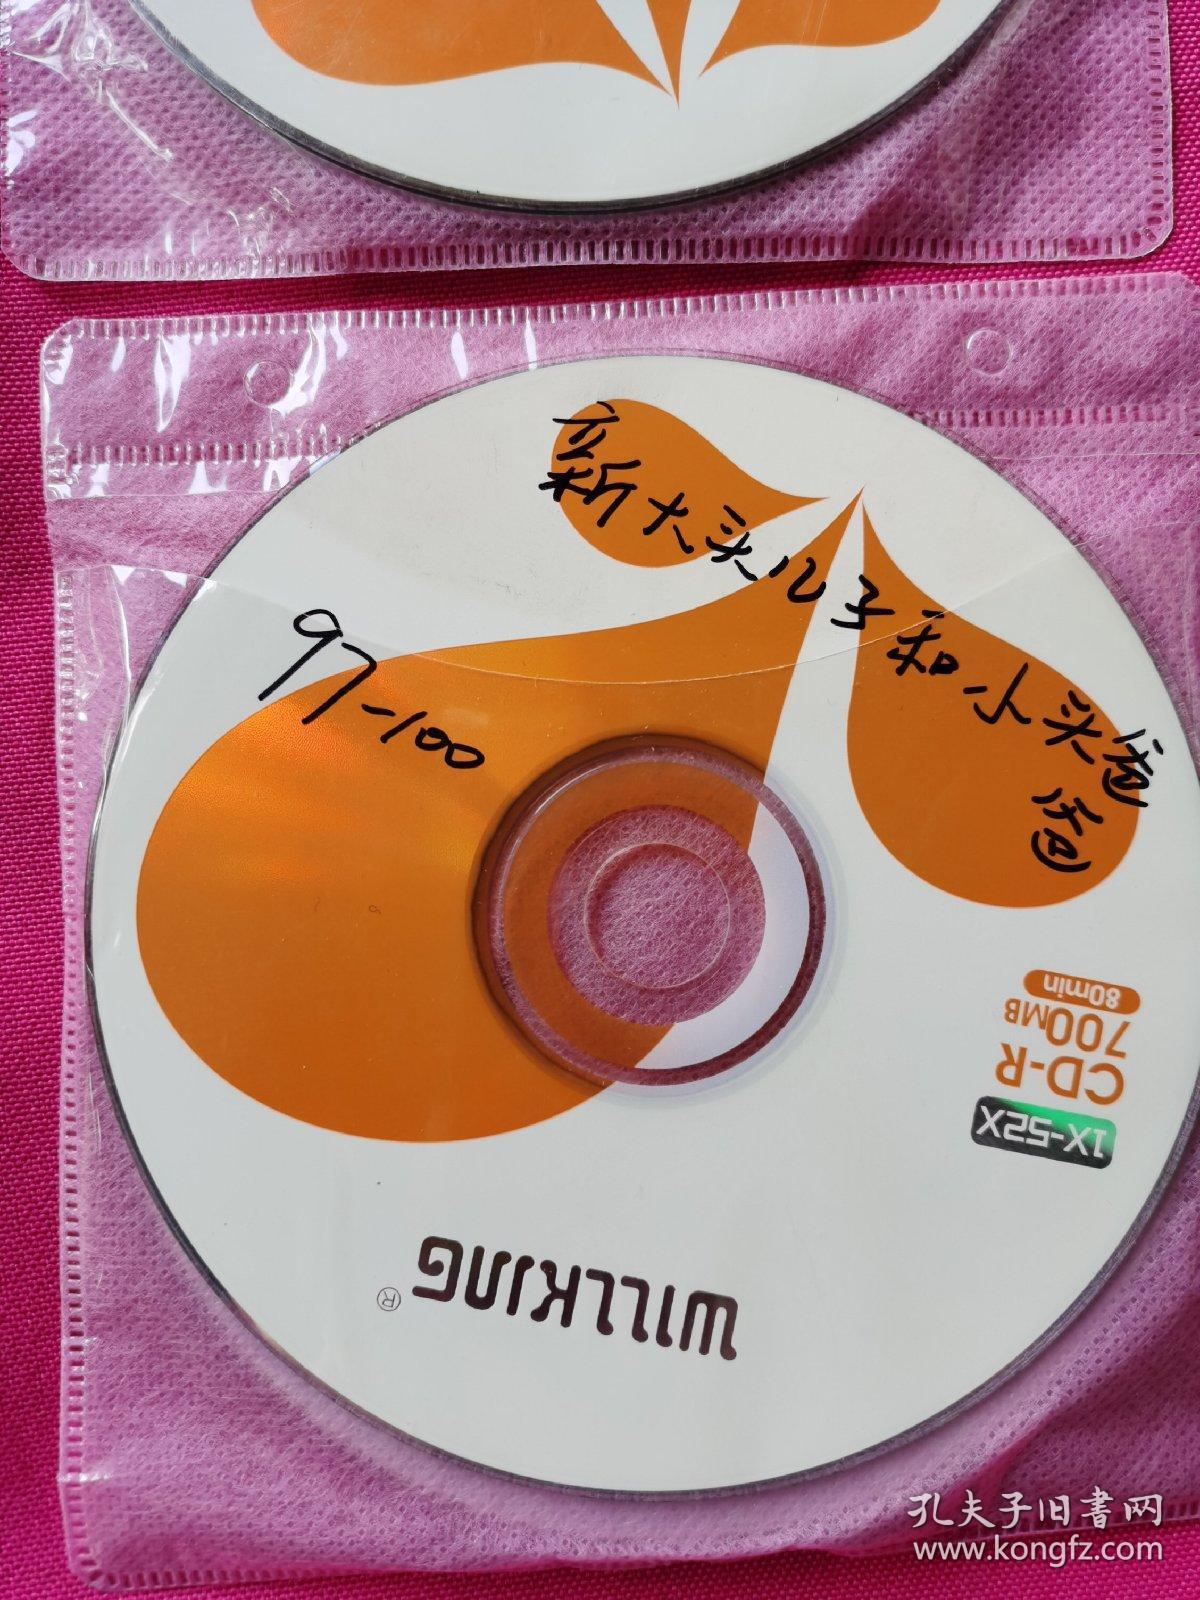 新大头儿子和小头爸
爸
97-100
80min
700MB
CD-R
1X-52X
WILLKING®
孔夫子旧書网
www.kongfz.com